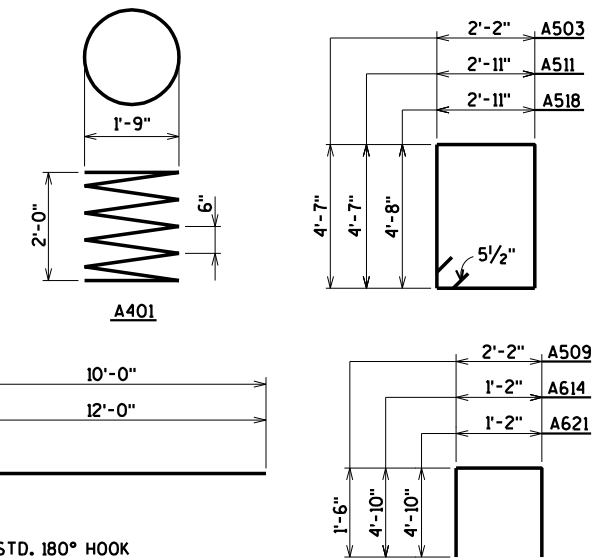 1'-9"
2'-0"
6"
A401
2'-2" A503
2'-11" A511
2'-11" A518
4'-7"
4'-7"
4'-8"
5½"
10'-0"
12'-0"
STD. 180° HOOK
2'-2" A509
1'-2" A614
1'-2" A621
1'-6"
4'-10"
4'-10"